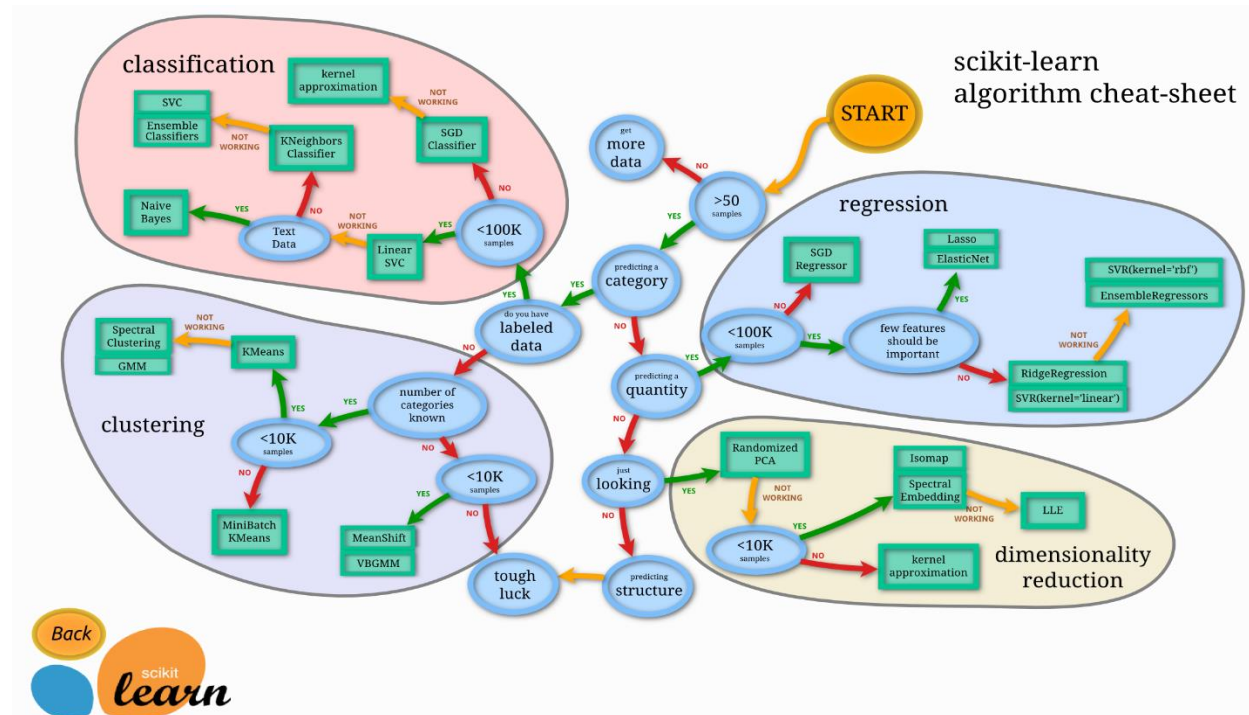 scikit-learn
algorithm cheat-sheet
START
>50
samples
NO
get
more
data
YES
predicting a
category
YES
do you have
labeled
data
YES
classification
<100K
samples
NO
SGD
Classifier
NOT
WORKING
kernel
approximation
YES
Linear
SVC
NOT
WORKING
Text
Data
YES
Naive
Bayes
NO
KNeighbors
Classifier
NOT
WORKING
SVC
Ensemble
Classifiers
NO
clustering
number of
categories
known
YES
<10K
samples
YES
KMeans
NOT
WORKING
Spectral
Clustering
GMM
NO
MiniBatch
KMeans
NO
<10K
samples
YES
MeanShift
VBGMM
NO
tough
luck
NO
predicting a
quantity
YES
regression
<100K
samples
NO
SGD
Regressor
YES
few features
should be
important
YES
Lasso
ElasticNet
NO
RidgeRegression
SVR(kernel='linear')
NOT
WORKING
SVR(kernel='rbf')
EnsembleRegressors
NO
just
looking
YES
dimensionality
reduction
Randomized
PCA
NOT
WORKING
<10K
samples
YES
Isomap
Spectral
Embedding
NOT
WORKING
LLE
NO
kernel
approximation
NO
predicting
structure
Back
scikit
learn